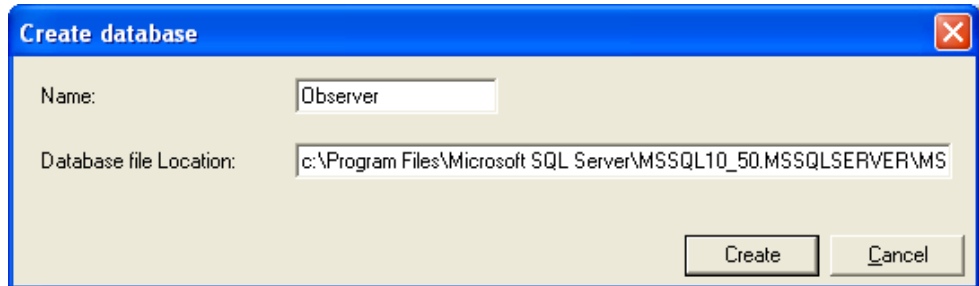 Create database
Name: Observer
Database file Location: c:\Program Files\Microsoft SQL Server\MSSQL10_50.MSSQLSERVER\MS
Create Cancel